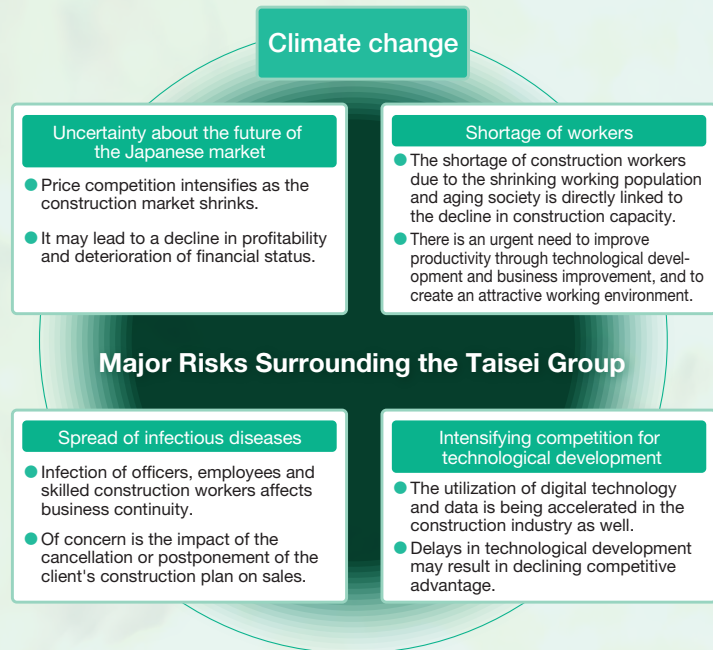 Climate change
Uncertainty about the future of
the Japanese market
● Price competition intensifies as the
construction market shrinks.
● It may lead to a decline in profitability
and deterioration of financial status.
Shortage of workers
● The shortage of construction workers
due to the shrinking working population
and aging society is directly linked to
the decline in construction capacity.
● There is an urgent need to improve
productivity through technological devel-
opment and business improvement, and to
create an attractive working environment.
Major Risks Surrounding the Taisei Group
Spread of infectious diseases
● Infection of officers, employees and
skilled construction workers affects
business continuity.
● Of concern is the impact of the
cancellation or postponement of the
client's construction plan on sales.
Intensifying competition for
technological development
● The utilization of digital technology
and data is being accelerated in the
construction industry as well.
● Delays in technological development
may result in declining competitive
advantage.